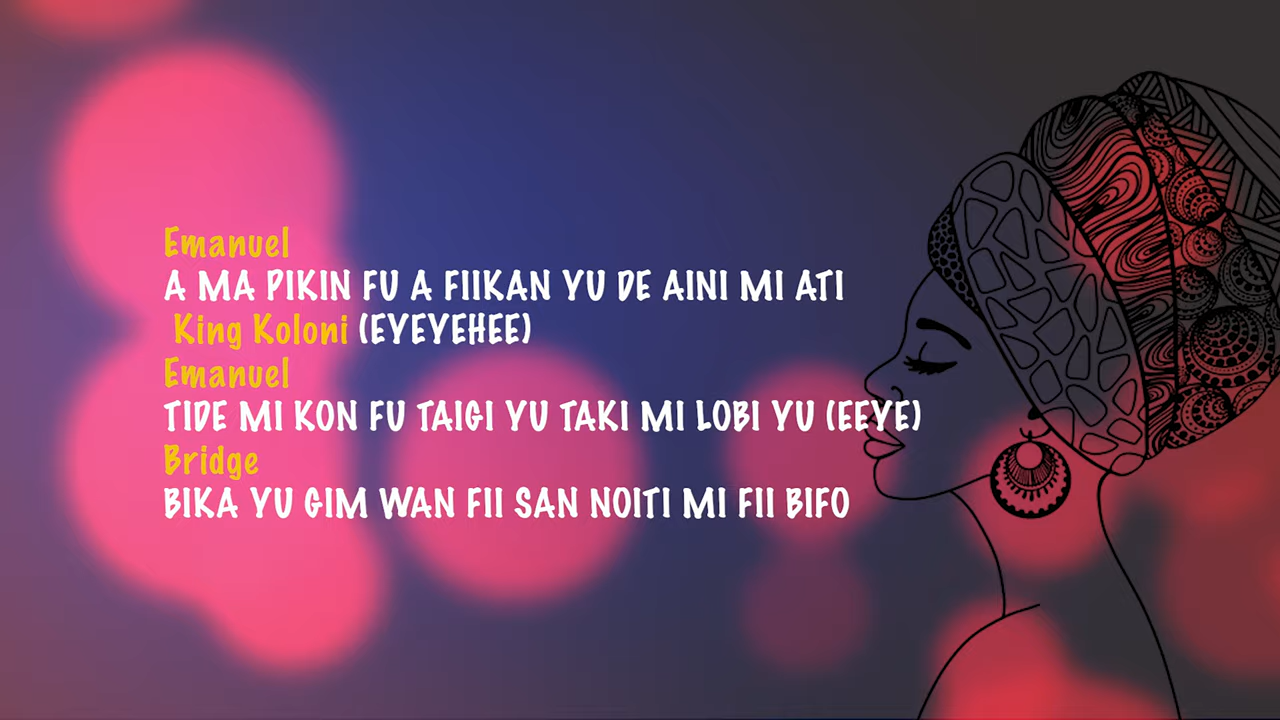 Emanuel
A MA PIKIN FU A FIIKAN YU DE AINI MI ATI
King Koloni (EYEYEHEE)
Emanuel
TIDE MI KON FU TAIGI YU TAKI MI LOBI YU (EEYE)
Bridge
BIKA YU GIM WAN FII SAN NOITI MI FII BIFO